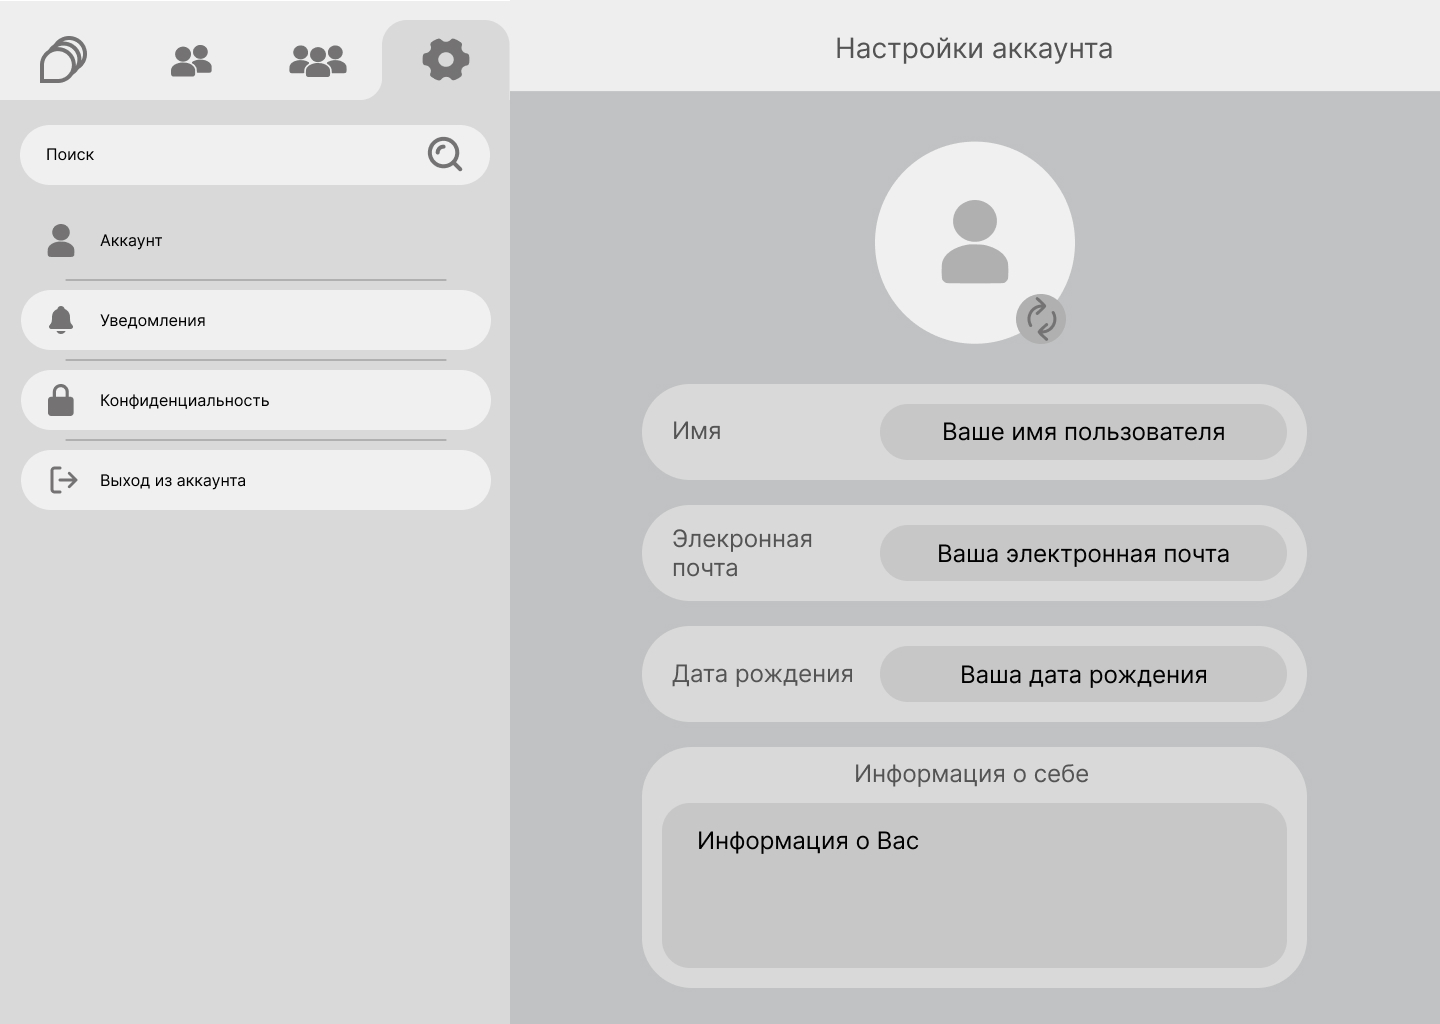 Настройки аккаунта
Поиск
Аккаунт
Уведомления
Конфиденциальность
Выход из аккаунта
Имя
Ваше имя пользователя
Элекронная
почта
Ваша электронная почта
Дата рождения
Ваша дата рождения
Информация о себе
Информация о Вас